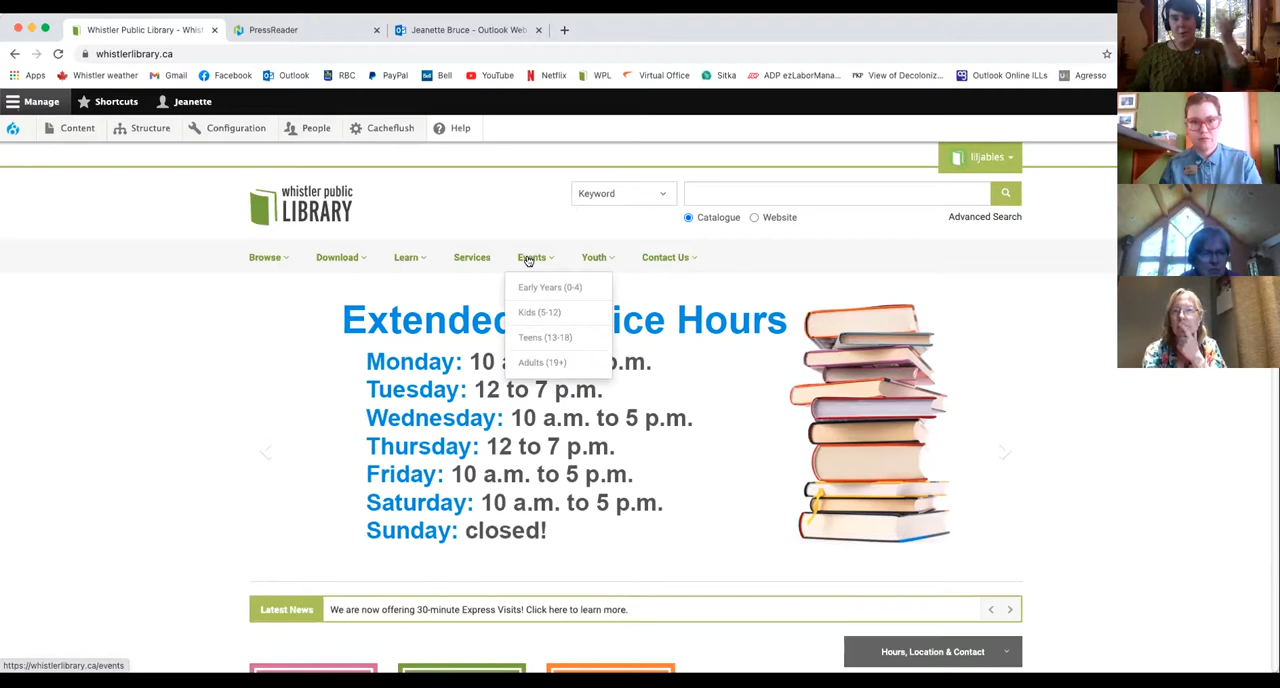 Whistler Public Library - Whist
PressReader
Jeanette Bruce - Outlook Web
whistlerlibrary.ca
Apps
Whistler weather
Gmail
Facebook
Outlook
RBC
PayPal
Bell
YouTube
Netflix
WPL
Virtual Office
Sitka
ADP ezLaborMana...
View of Decoloniz...
Outlook Online ILLs
Agresso
Manage
Shortcuts
Jeanette
Content
Structure
Configuration
People
Cacheflush
Help
liljables
whistler public
LIBRARY
Keyword
Catalogue
Website
Advanced Search
Browse
Download
Learn
Services
Events
Youth
Contact Us
Early Years (0-4)
Kids (5-12)
Teens (13-18)
Adults (19+)
Extended Hours
Monday: 10 a .m.
Tuesday: 12 to 7 p.m.
Wednesday: 10 a.m. to 5 p.m.
Thursday: 12 to 7 p.m.
Friday: 10 a.m. to 5 p.m.
Saturday: 10 a.m. to 5 p.m.
Sunday: closed!
Latest News
We are now offering 30-minute Express Visits! Click here to learn more.
Hours, Location & Contact
https://whistlerlibrary.ca/events